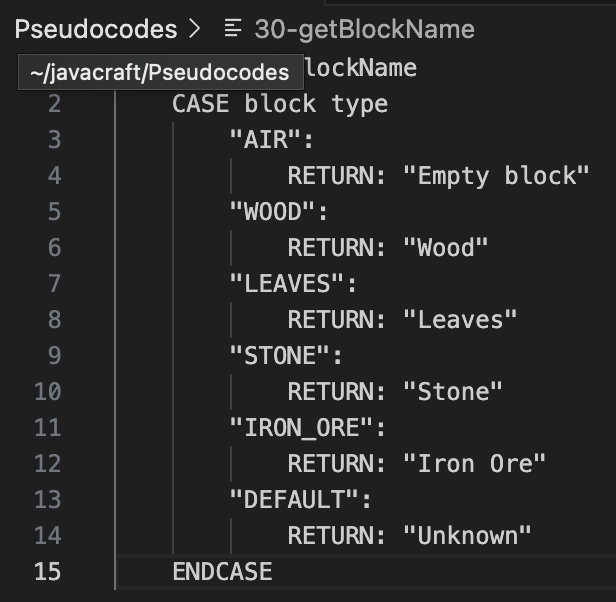 Pseudocodes > 30-getBlockName
~/javacraft/Pseudocodes lockName
2 CASE block type
3 "AIR":
4 RETURN: "Empty block"
5 "WOOD":
6 RETURN: "Wood"
7 "LEAVES":
8 RETURN: "Leaves"
9 "STONE":
10 RETURN: "Stone"
11 "IRON_ORE":
12 RETURN: "Iron Ore"
13 "DEFAULT":
14 RETURN: "Unknown"
15 ENDCASE